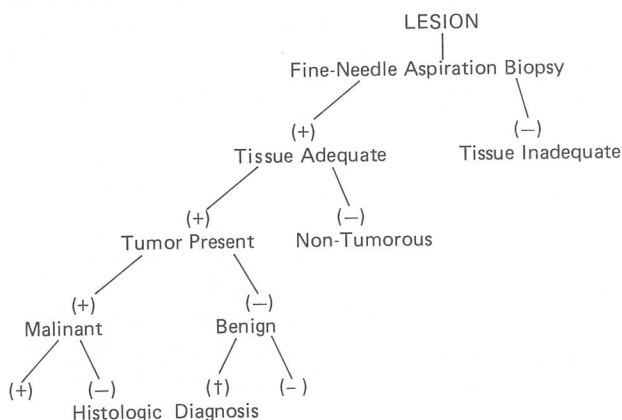 LESION
Fine-Needle Aspiration Biopsy
(+) (—)
Tissue Adequate Tissue Inadequate
(+) (—)
Tumor Present Non-Tumorous
(+) (—)
Malinant Benign
(+) (—) (†) (-)
Histologic Diagnosis